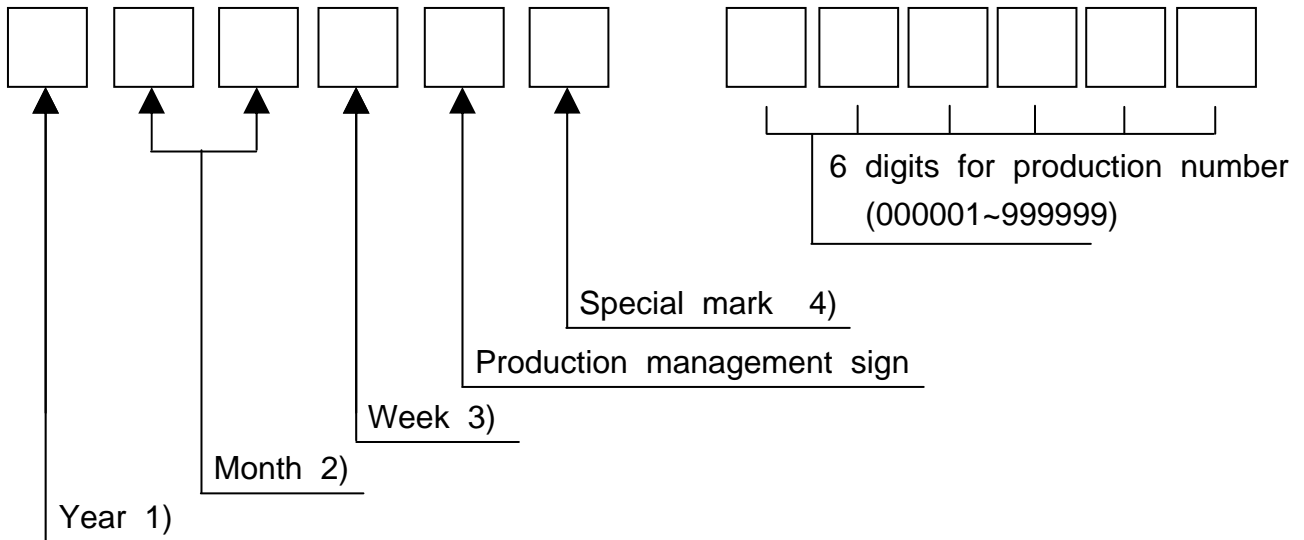 6 digits for production number
(000001~999999)
Special mark 4)
Production management sign
Week 3)
Month 2)
Year 1)